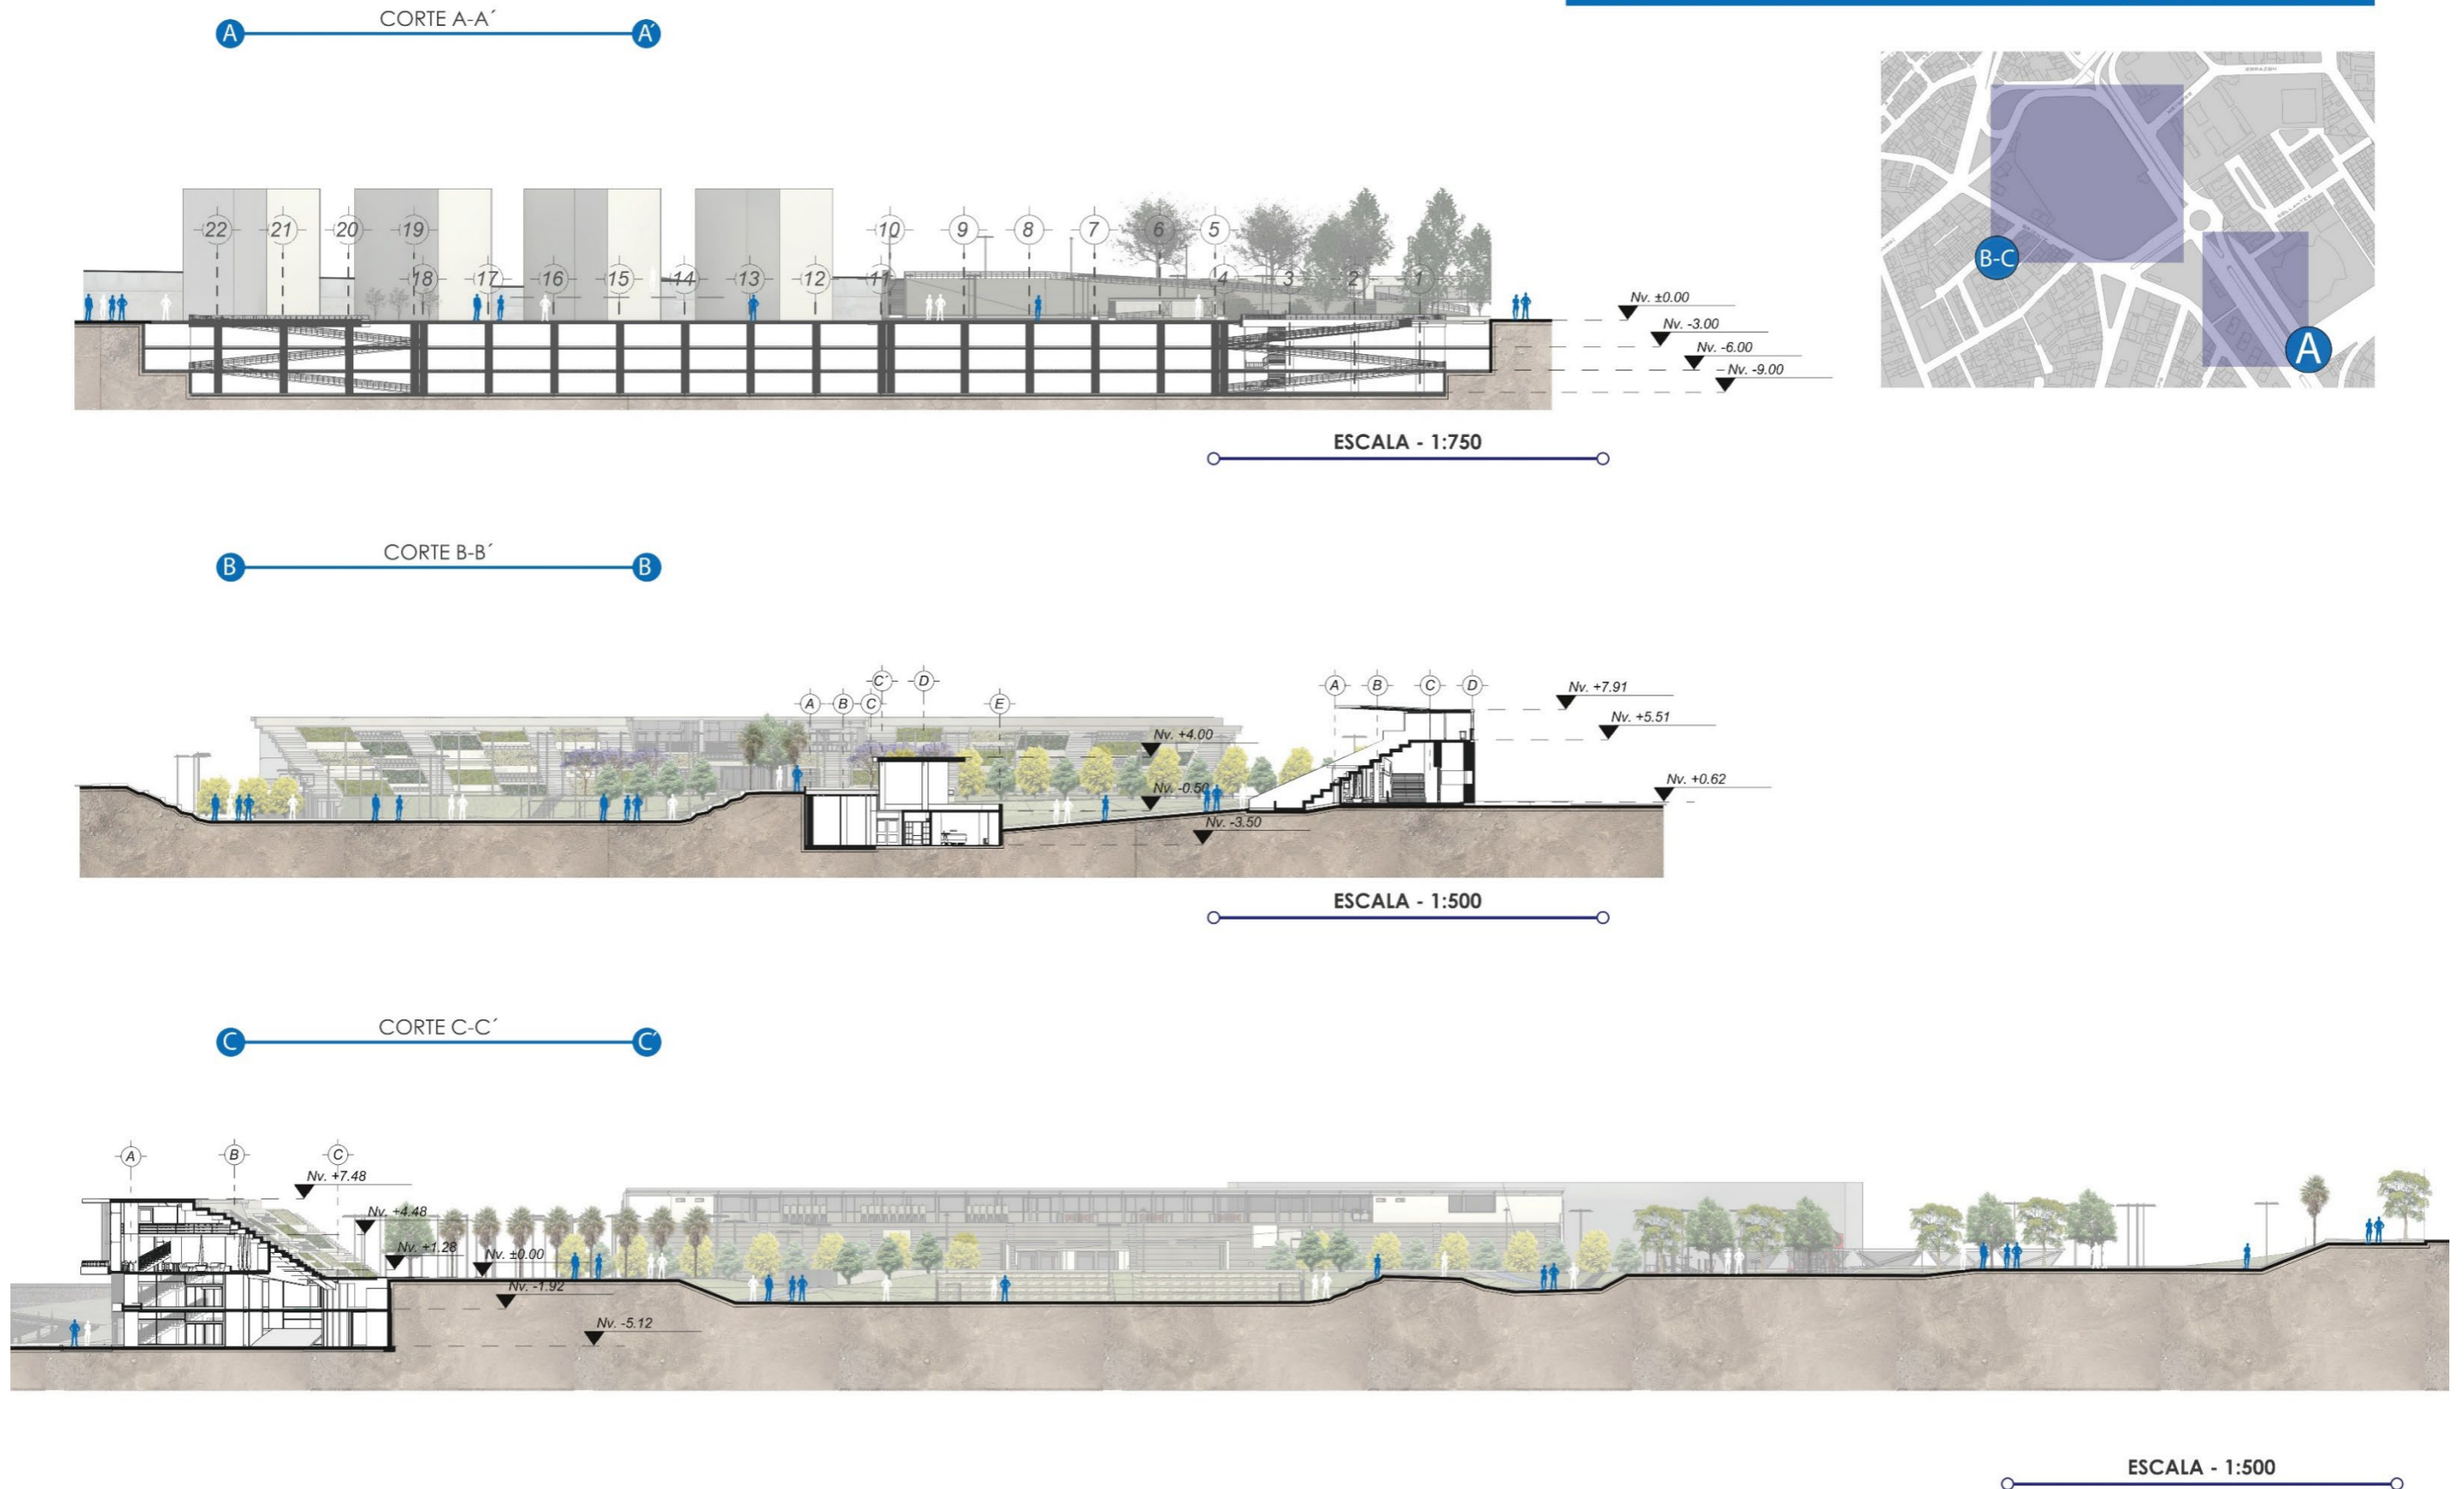 CORTE A-A´
A
A´
22
21
20
19
10
9
8
7
6
5
18
17
16
15
14
13
12
11
4
3
2
1
Nv. ±0.00
Nv. -3.00
Nv. -6.00
Nv. -9.00
ESCALA - 1:750
B-C
A
CORTE B-B´
B
B
C´
D
A
B
C
E
A
B
C
D
Nv. +7.91
Nv. +5.51
Nv. +4.00
Nv. +0.62
Nv. -0.50
Nv. -3.50
ESCALA - 1:500
CORTE C-C´
C
C´
A
B
C
Nv. +7.48
Nv. +4.48
Nv. +1.28
Nv. ±0.00
Nv. -1.92
Nv. -5.12
ESCALA - 1:500